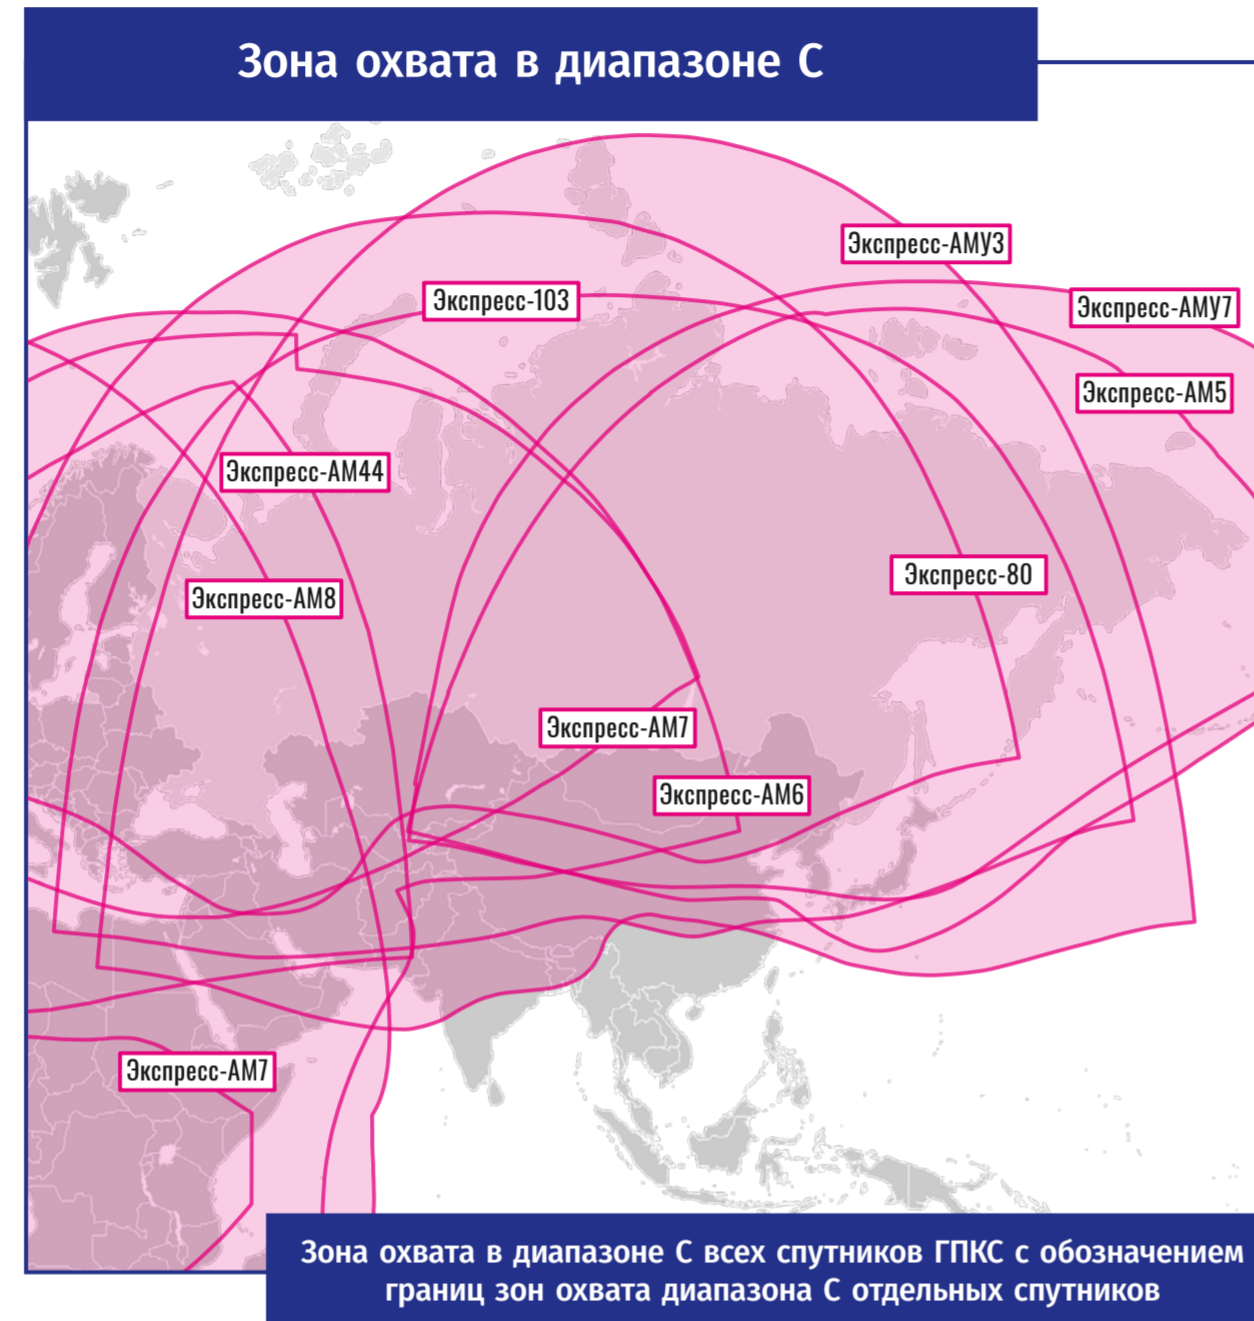 Зона охвата в диапазоне С
Экспресс-АМУ3
Экспресс-103
Экспресс-АМУ7
Экспресс-АМ5
Экспресс-АМ44
Экспресс-80
Экспресс-АМ8
Экспресс-АМ7
Экспресс-АМ6
Экспресс-АМ7
Зона охвата в диапазоне С всех спутников ГПКС с обозначением
границ зон охвата диапазона С отдельных спутников